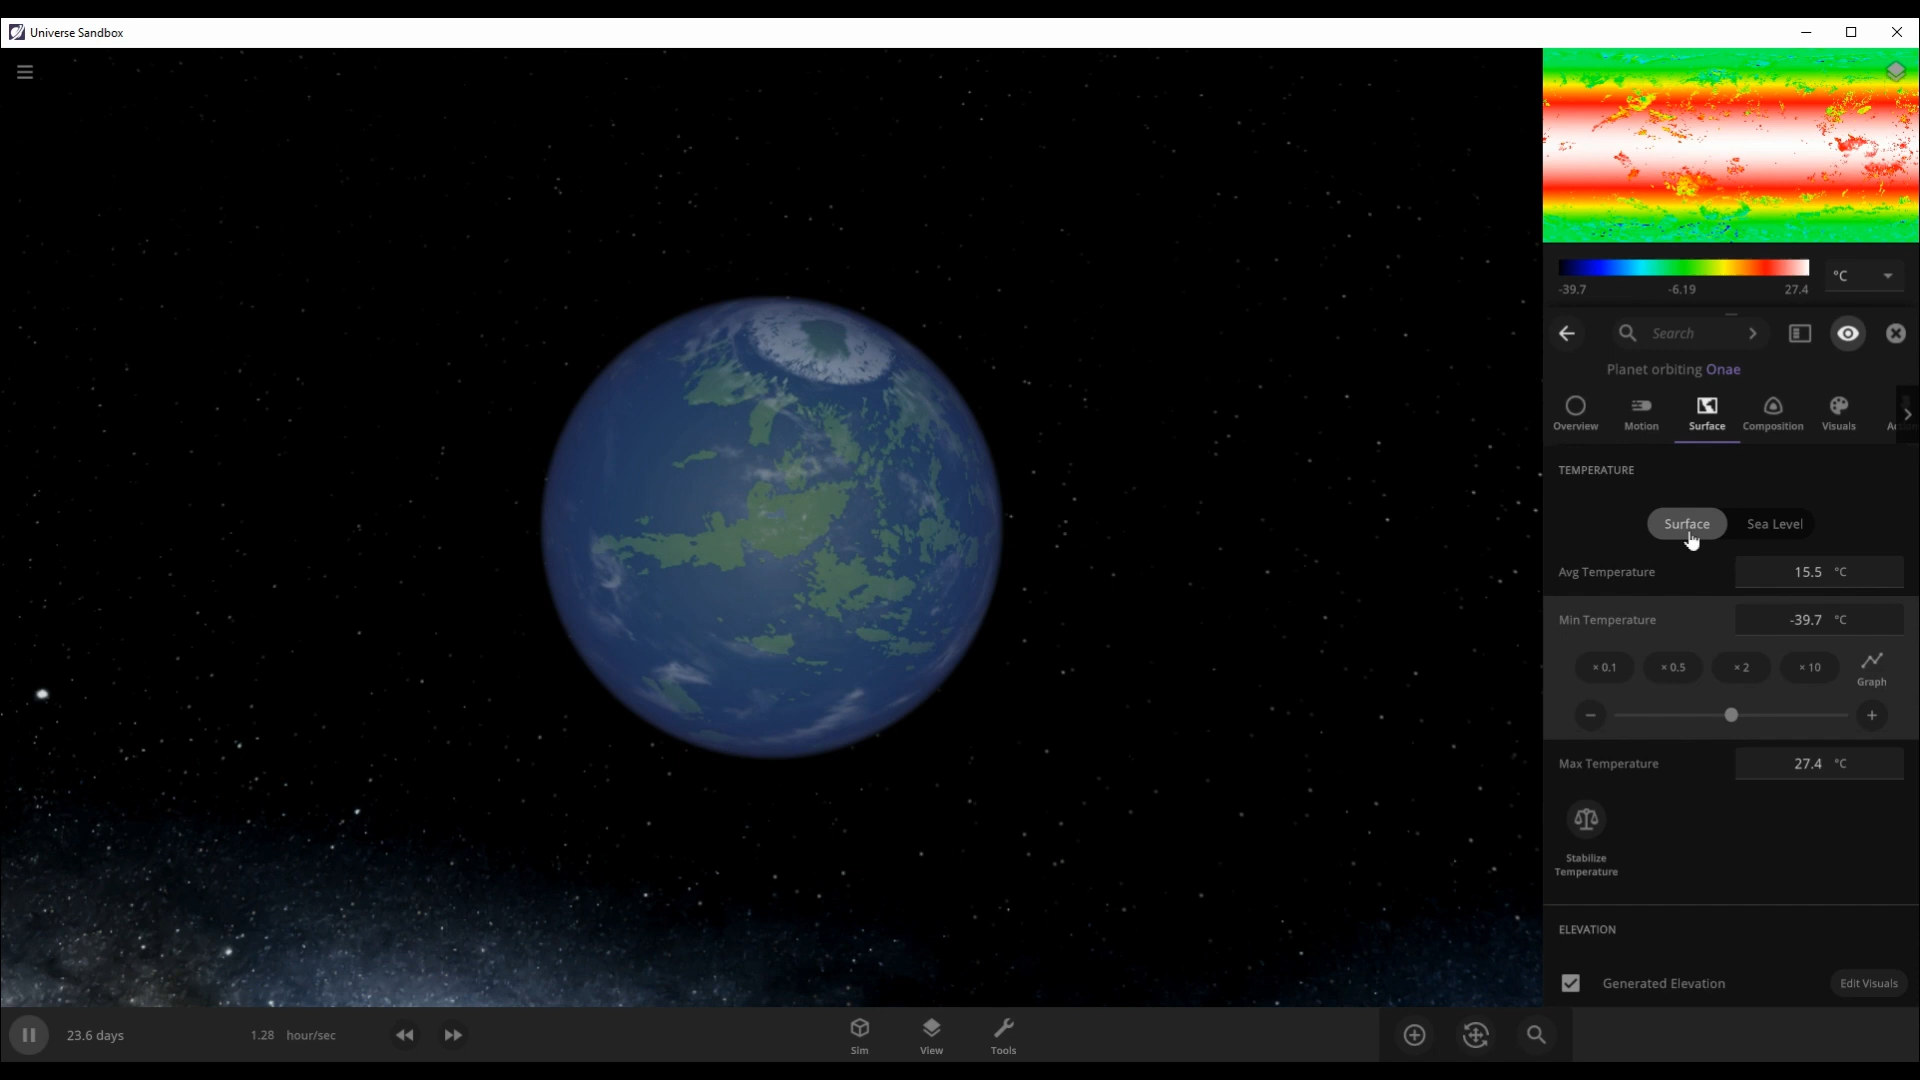 Universe Sandbox
°C
-39.7 -6.19 27.4
Search
Planet orbiting Onae
Overview Motion Surface Composition Visuals
TEMPERATURE
Surface Sea Level
Avg Temperature 15.5 °C
Min Temperature -39.7 °C
× 0.1 × 0.5 × 2 × 10
Graph
Max Temperature 27.4 °C
Stabilize
Temperature
ELEVATION
Generated Elevation Edit Visuals
23.6 days 1.28 hour/sec
Sim View Tools